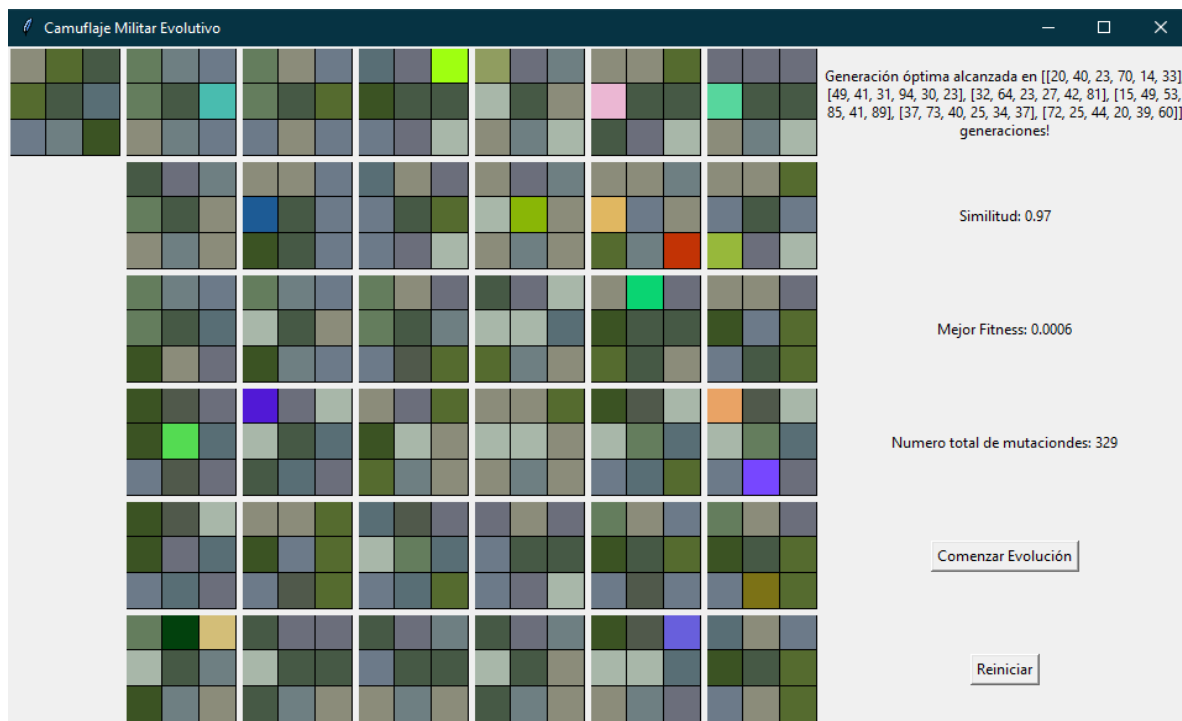 Camuflaje Militar Evolutivo
Generación óptima alcanzada en [[20, 40, 23, 70, 14, 33]
[49, 41, 31, 94, 30, 23], [32, 64, 23, 27, 42, 81], [15, 49, 53,
85, 41, 89], [37, 73, 40, 25, 34, 37], [72, 25, 44, 20, 39, 60]]
generaciones!
Similitud: 0.97
Mejor Fitness: 0.0006
Numero total de mutaciondes: 329
Comenzar Evolución
Reiniciar